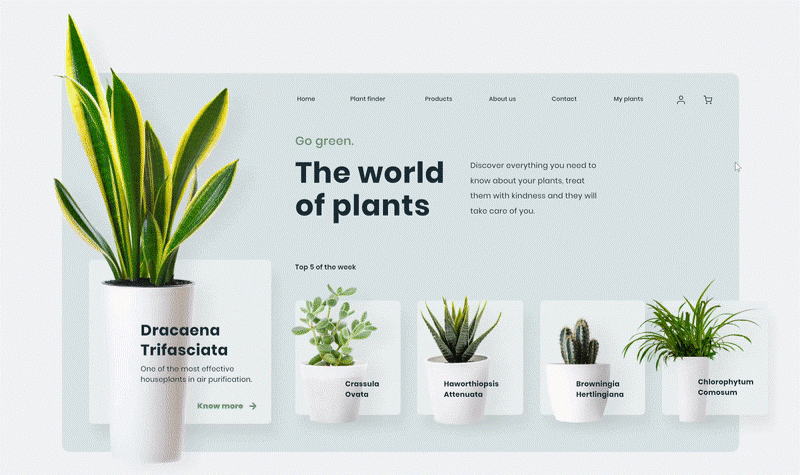 Home
Plant finder
Products
About us
Contact
My plants
Go green.
The world
of plants
Discover everything you need to
know about your plants, treat
them with kindness and they will
take care of you.
Top 5 of the week
Dracaena
Trifasciata
One of the most effective
houseplants in air purification.
Know more
Crassula
Ovata
Haworthiopsis
Attenuata
Browningia
Hertlingiana
Chlorophytum
Comosum